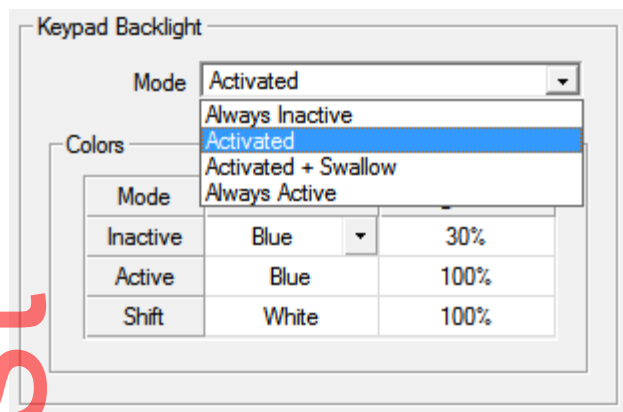 Keypad Backlight
Mode Activated
Always Inactive
Colors Activated
Activated + Swallow
Mode Always Active
Inactive Blue 30%
Active Blue 100%
Shift White 100%